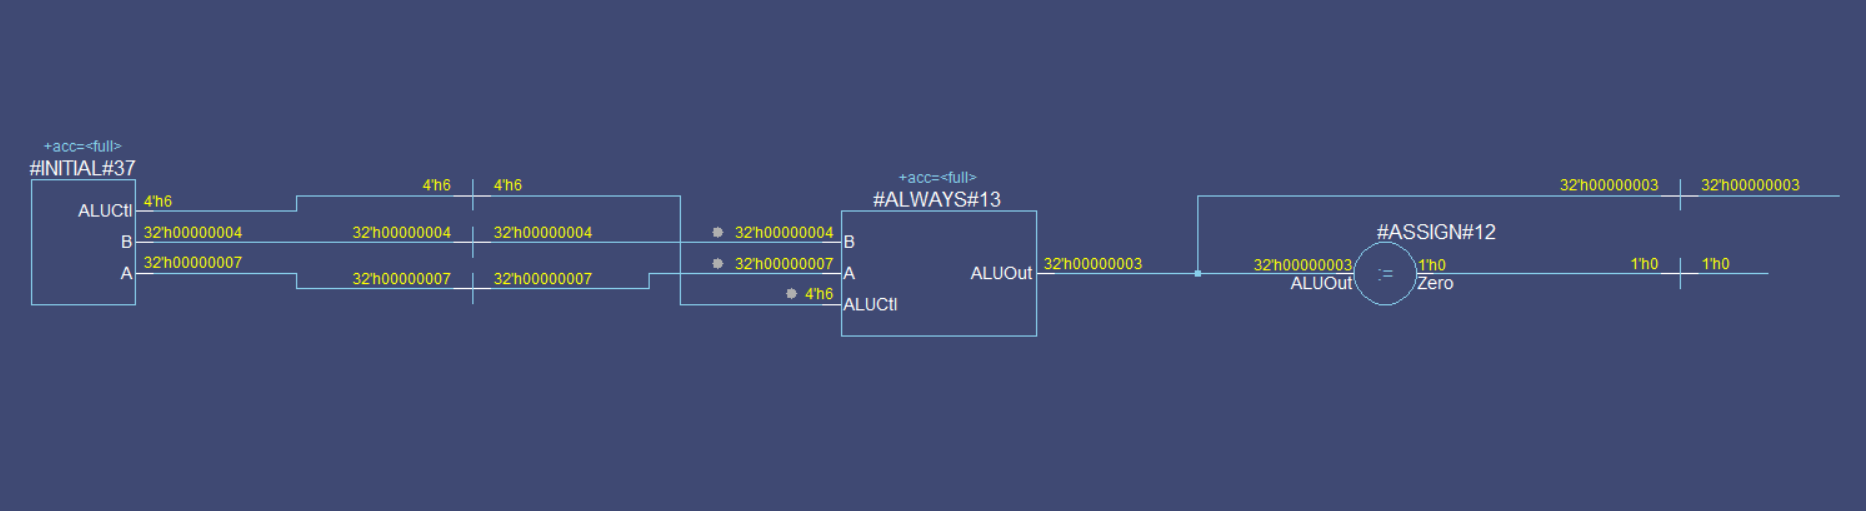 +acc=<full>
#INITIAL#37
ALUCtl 4'h6 4'h6 4'h6
B 32'h00000004 32'h00000004 32'h00000004
A 32'h00000007 32'h00000007 32'h00000007
+acc=<full>
#ALWAYS#13
32'h00000004 B
32'h00000007 A
4'h6 ALUCtl
ALUOut 32'h00000003
32'h00000003 32'h00000003
#ASSIGN#12
32'h00000003 := 1'h0 1'h0 1'h0
ALUOut Zero